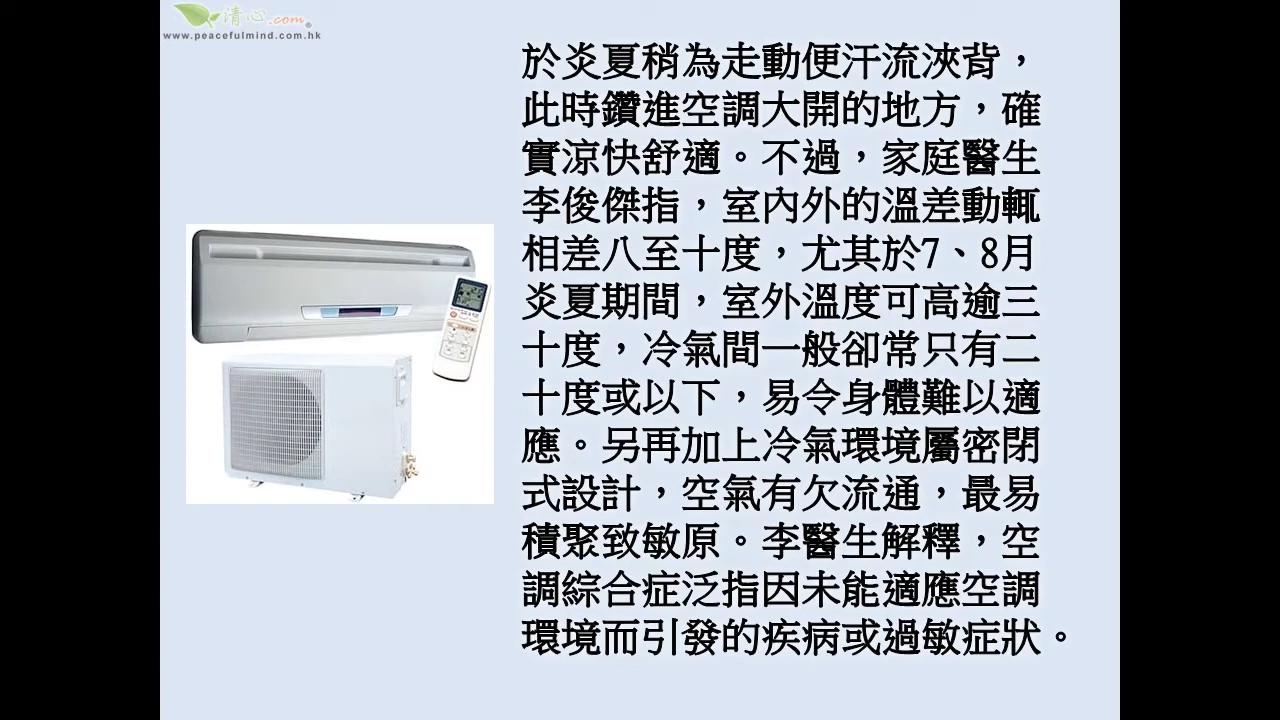 清心.com®
www.peacefulmind.com.hk
於炎夏稍為走動便汗流浹背，
此時鑽進空調大開的地方，確
實涼快舒適。不過，家庭醫生
李俊傑指，室內外的溫差動輒
相差八至十度，尤其於7、8月
炎夏期間，室外溫度可高逾三
十度，冷氣間一般卻常只有二
十度或以下，易令身體難以適
應。另再加上冷氣環境屬密閉
式設計，空氣有欠流通，最易
積聚致敏原。李醫生解釋，空
調綜合症泛指因未能適應空調
環境而引發的疾病或過敏症狀。